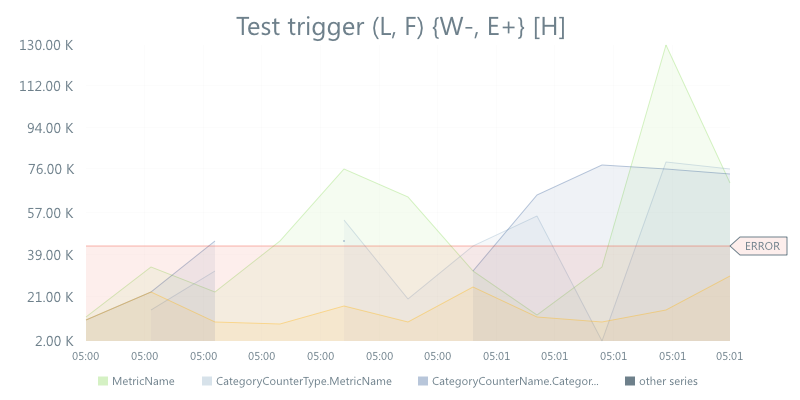 Test trigger (L, F) {W-, E+} [H]
130.00 K
112.00 K
94.00 K
76.00 K
57.00 K
39.00 K
21.00 K
2.00 K
ERROR
05:00 05:00 05:00 05:00 05:00 05:00 05:00 05:01 05:01 05:01 05:01 05:01
MetricName CategoryCounterType.MetricName CategoryCounterName.Categor... other series